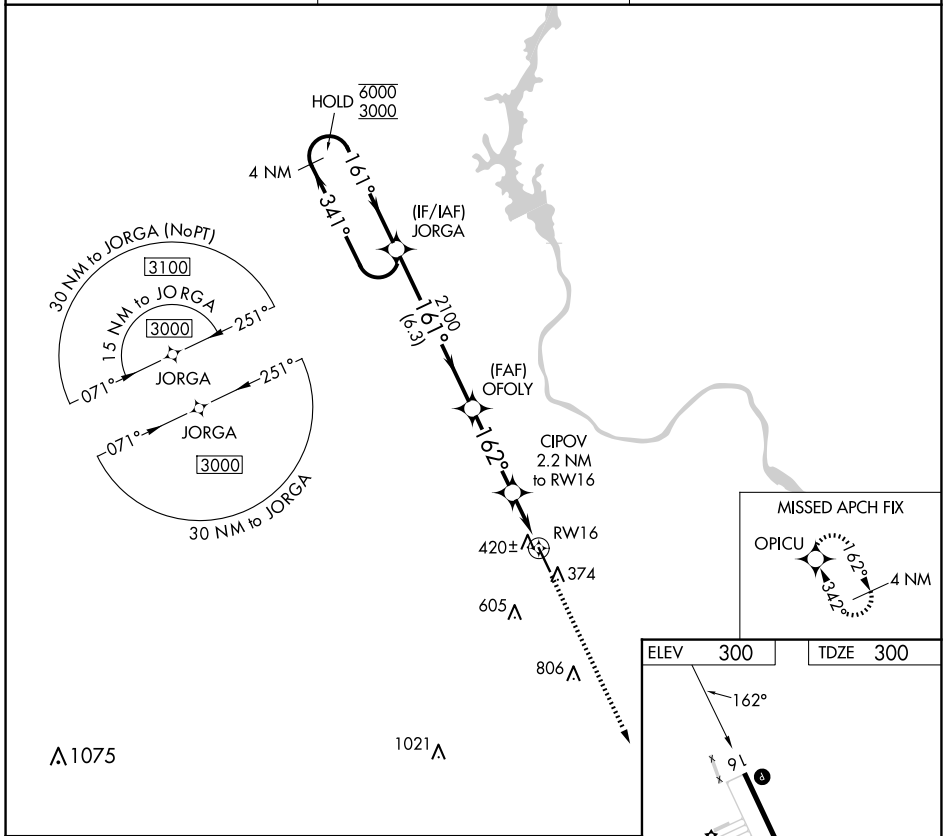 HOLD 6000
3000
4 NM
161°
341°
(IF/IAF)
JORGA
30 NM to JORGA (NoPT)
3100
15 NM to JORGA
3000
251°
071°
JORGA
2100
161°
(6.3)
(FAF)
OFOLY
251°
071°
JORGA
3000
30 NM to JORGA
162°
CIPOV
2.2 NM
to RW16
RW16
420±
374
605
806
1021
1075
MISSED APCH FIX
OPICU
162°
342°
4 NM
ELEV 300
TDZE 300
162°
16
P
x
x